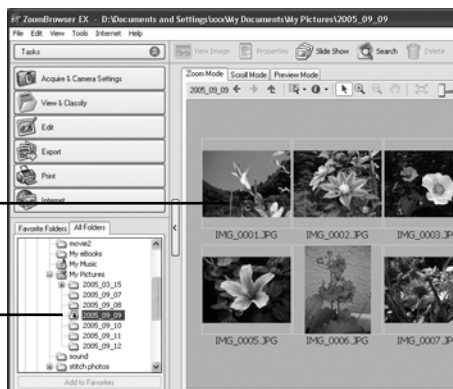 ZoomBrowser EX - D:\Documents and Settings\xxx\My Documents\My Pictures\2005_09_09
File Edit View Tools Internet Help
Tasks
View Image Properties Slide Show Search Delete
Acquire & Camera Settings
View & Classify
Edit
Export
Print
Internet
Zoom Mode Scroll Mode Preview Mode
2005_09_09
IMG_0001.JPG IMG_0002.JPG IMG_0003.JPG
Favorite Folders All Folders
movie2
My eBooks
My Music
My Pictures
2005_03_15
2005_09_07
2005_09_08
2005_09_09
2005_09_10
2005_09_11
2005_09_12
sound
stitch photos
IMG_0005.JPG IMG_0006.JPG IMG_0007.JP
Add to Favorites